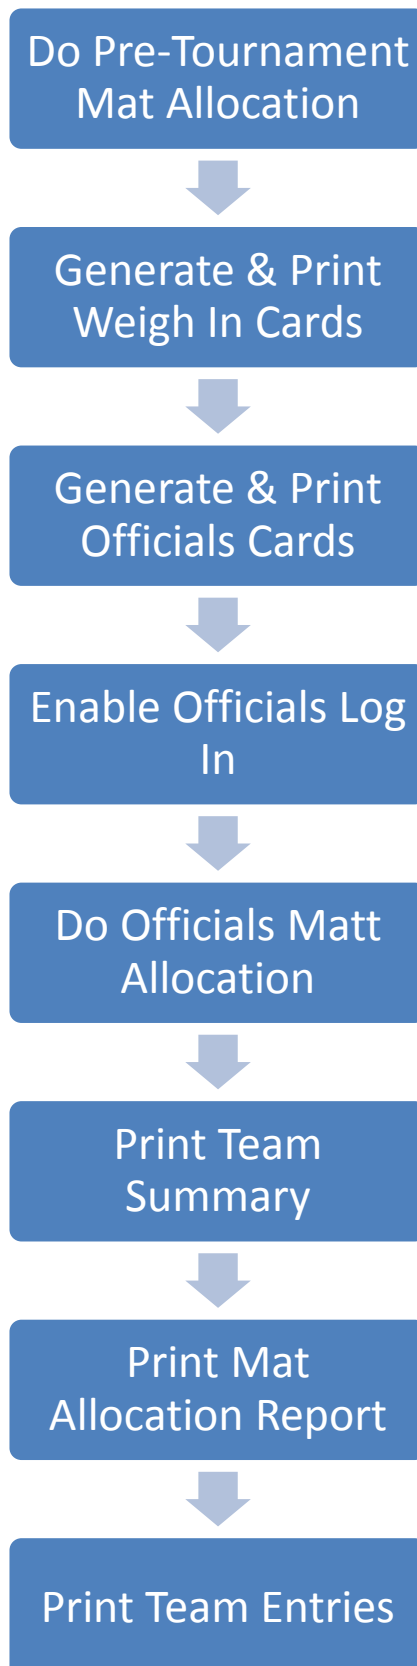 Do Pre-Tournament
Mat Allocation
Generate & Print
Weigh In Cards
Generate & Print
Officials Cards
Enable Officials Log
In
Do Officials Matt
Allocation
Print Team
Summary
Print Mat
Allocation Report
Print Team Entries